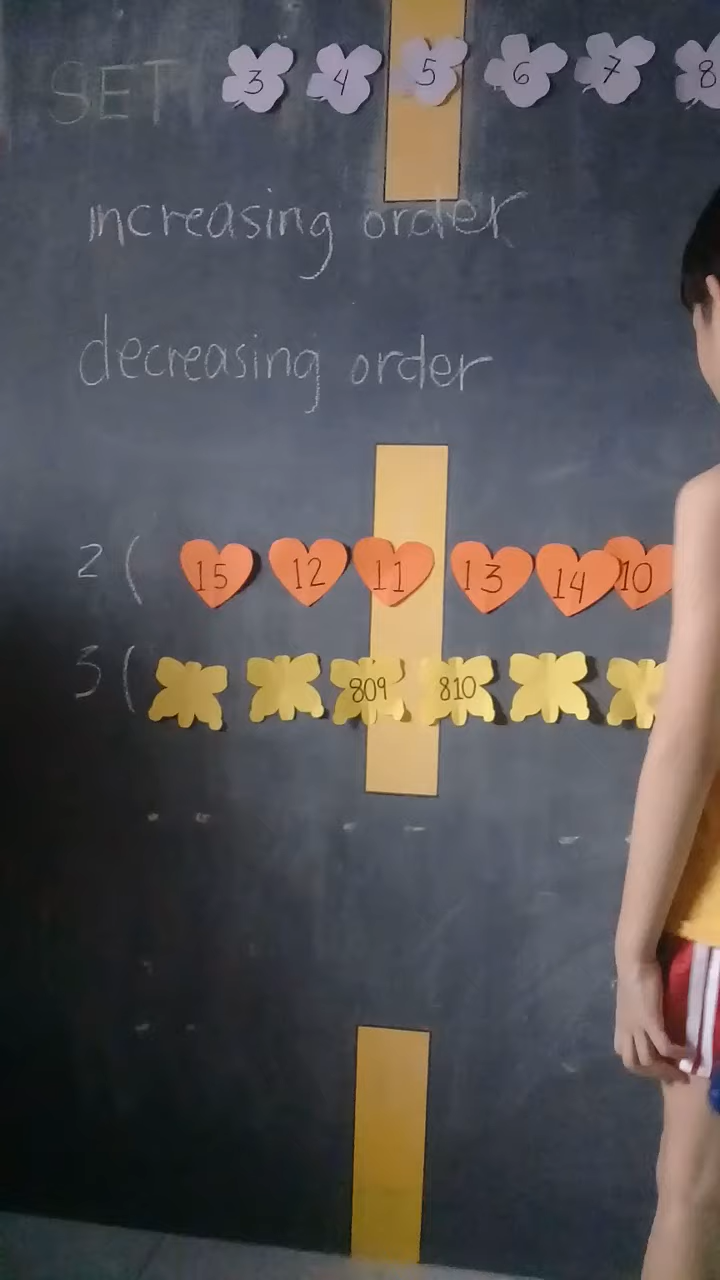 SET 3 4 5 6 7 8
increasing order
decreasing order
2 ( 15 12 11 13 14 10
3 ( 809 810